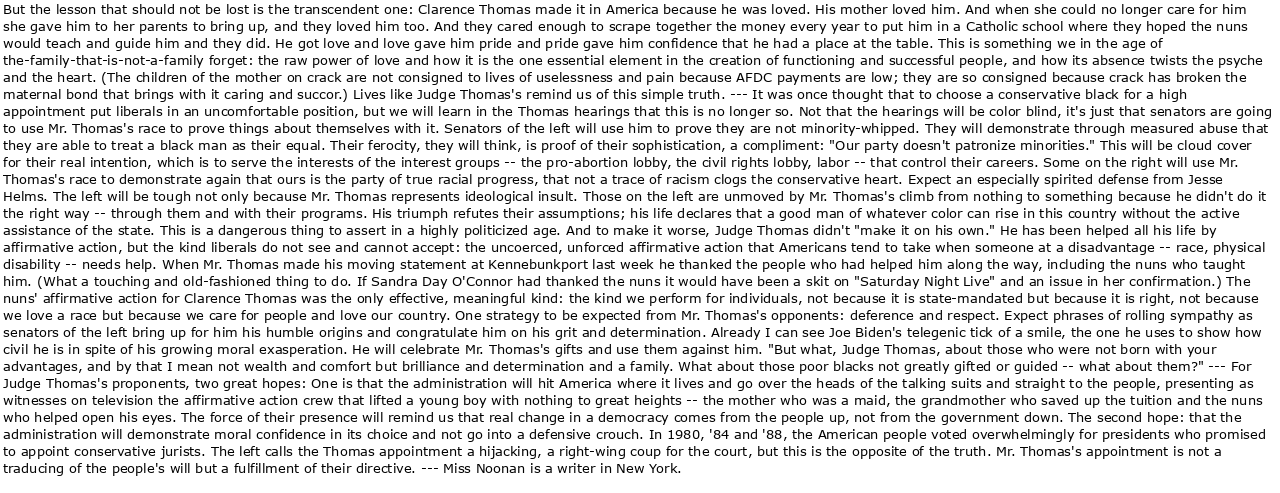 But the lesson that should not be lost is the transcendent one: Clarence Thomas made it in America because he was loved. His mother loved him. And when she could no longer care for him
she gave him to her parents to bring up, and they loved him too. And they cared enough to scrape together the money every year to put him in a Catholic school where they hoped the nuns
would teach and guide him and they did. He got love and love gave him pride and pride gave him confidence that he had a place at the table. This is something we in the age of
the-family-that-is-not-a-family forget: the raw power of love and how it is the one essential element in the creation of functioning and successful people, and how its absence twists the psyche
and the heart. (The children of the mother on crack are not consigned to lives of uselessness and pain because AFDC payments are low; they are so consigned because crack has broken the
maternal bond that brings with it caring and succor.) Lives like Judge Thomas's remind us of this simple truth. --- It was once thought that to choose a conservative black for a high
appointment put liberals in an uncomfortable position, but we will learn in the Thomas hearings that this is no longer so. Not that the hearings will be color blind, it's just that senators are going
to use Mr. Thomas's race to prove things about themselves with it. Senators of the left will use him to prove they are not minority-whipped. They will demonstrate through measured abuse that
they are able to treat a black man as their equal. Their ferocity, they will think, is proof of their sophistication, a compliment: "Our party doesn't patronize minorities." This will be cloud cover
for their real intention, which is to serve the interests of the interest groups -- the pro-abortion lobby, the civil rights lobby, labor -- that control their careers. Some on the right will use Mr.
Thomas's race to demonstrate again that ours is the party of true racial progress, that not a trace of racism clogs the conservative heart. Expect an especially spirited defense from Jesse
Helms. The left will be tough not only because Mr. Thomas represents ideological insult. Those on the left are unmoved by Mr. Thomas's climb from nothing to something because he didn't do it
the right way -- through them and with their programs. His triumph refutes their assumptions; his life declares that a good man of whatever color can rise in this country without the active
assistance of the state. This is a dangerous thing to assert in a highly politicized age. And to make it worse, Judge Thomas didn't "make it on his own." He has been helped all his life by
affirmative action, but the kind liberals do not see and cannot accept: the uncoerced, unforced affirmative action that Americans tend to take when someone at a disadvantage -- race, physical
disability -- needs help. When Mr. Thomas made his moving statement at Kennebunkport last week he thanked the people who had helped him along the way, including the nuns who taught
him. (What a touching and old-fashioned thing to do. If Sandra Day O'Connor had thanked the nuns it would have been a skit on "Saturday Night Live" and an issue in her confirmation.) The
nuns' affirmative action for Clarence Thomas was the only effective, meaningful kind: the kind we perform for individuals, not because it is state-mandated but because it is right, not because
we love a race but because we care for people and love our country. One strategy to be expected from Mr. Thomas's opponents: deference and respect. Expect phrases of rolling sympathy as
senators of the left bring up for him his humble origins and congratulate him on his grit and determination. Already I can see Joe Biden's telegenic tick of a smile, the one he uses to show how
civil he is in spite of his growing moral exasperation. He will celebrate Mr. Thomas's gifts and use them against him. "But what, Judge Thomas, about those who were not born with your
advantages, and by that I mean not wealth and comfort but brilliance and determination and a family. What about those poor blacks not greatly gifted or guided -- what about them?" --- For
Judge Thomas's proponents, two great hopes: One is that the administration will hit America where it lives and go over the heads of the talking suits and straight to the people, presenting as
witnesses on television the affirmative action crew that lifted a young boy with nothing to great heights -- the mother who was a maid, the grandmother who saved up the tuition and the nuns
who helped open his eyes. The force of their presence will remind us that real change in a democracy comes from the people up, not from the government down. The second hope: that the
administration will demonstrate moral confidence in its choice and not go into a defensive crouch. In 1980, '84 and '88, the American people voted overwhelmingly for presidents who promised
to appoint conservative jurists. The left calls the Thomas appointment a hijacking, a right-wing coup for the court, but this is the opposite of the truth. Mr. Thomas's appointment is not a
traducing of the people's will but a fulfillment of their directive. --- Miss Noonan is a writer in New York.